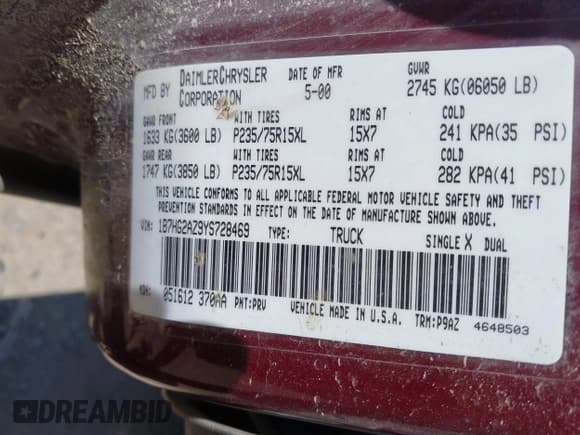 MFD BY DAIMLERCHRYSLER CORPORATION DATE OF MFR 5-00 GVWR 2745 KG(06050 LB)
GAWR FRONT WITH TIRES RIMS AT COLD
1633 KG(3600 LB) P235/75R15XL 15X7 241 KPA(35 PSI)
GAWR REAR WITH TIRES RIMS AT COLD
1747 KG(3850 LB) P235/75R15XL 15X7 282 KPA(41 PSI)
THIS VEHICLE CONFORMS TO ALL APPLICABLE FEDERAL MOTOR VEHICLE SAFETY AND THEFT
PREVENTION STANDARDS IN EFFECT ON THE DATE OF MANUFACTURE SHOWN ABOVE.
VIN: 1B7HG2AZ9YS728469 TYPE: TRUCK SINGLE X DUAL
MDH: 051612 370AA PNT:PRV VEHICLE MADE IN U.S.A. TRM:P9AZ 4648503
DREAMBID